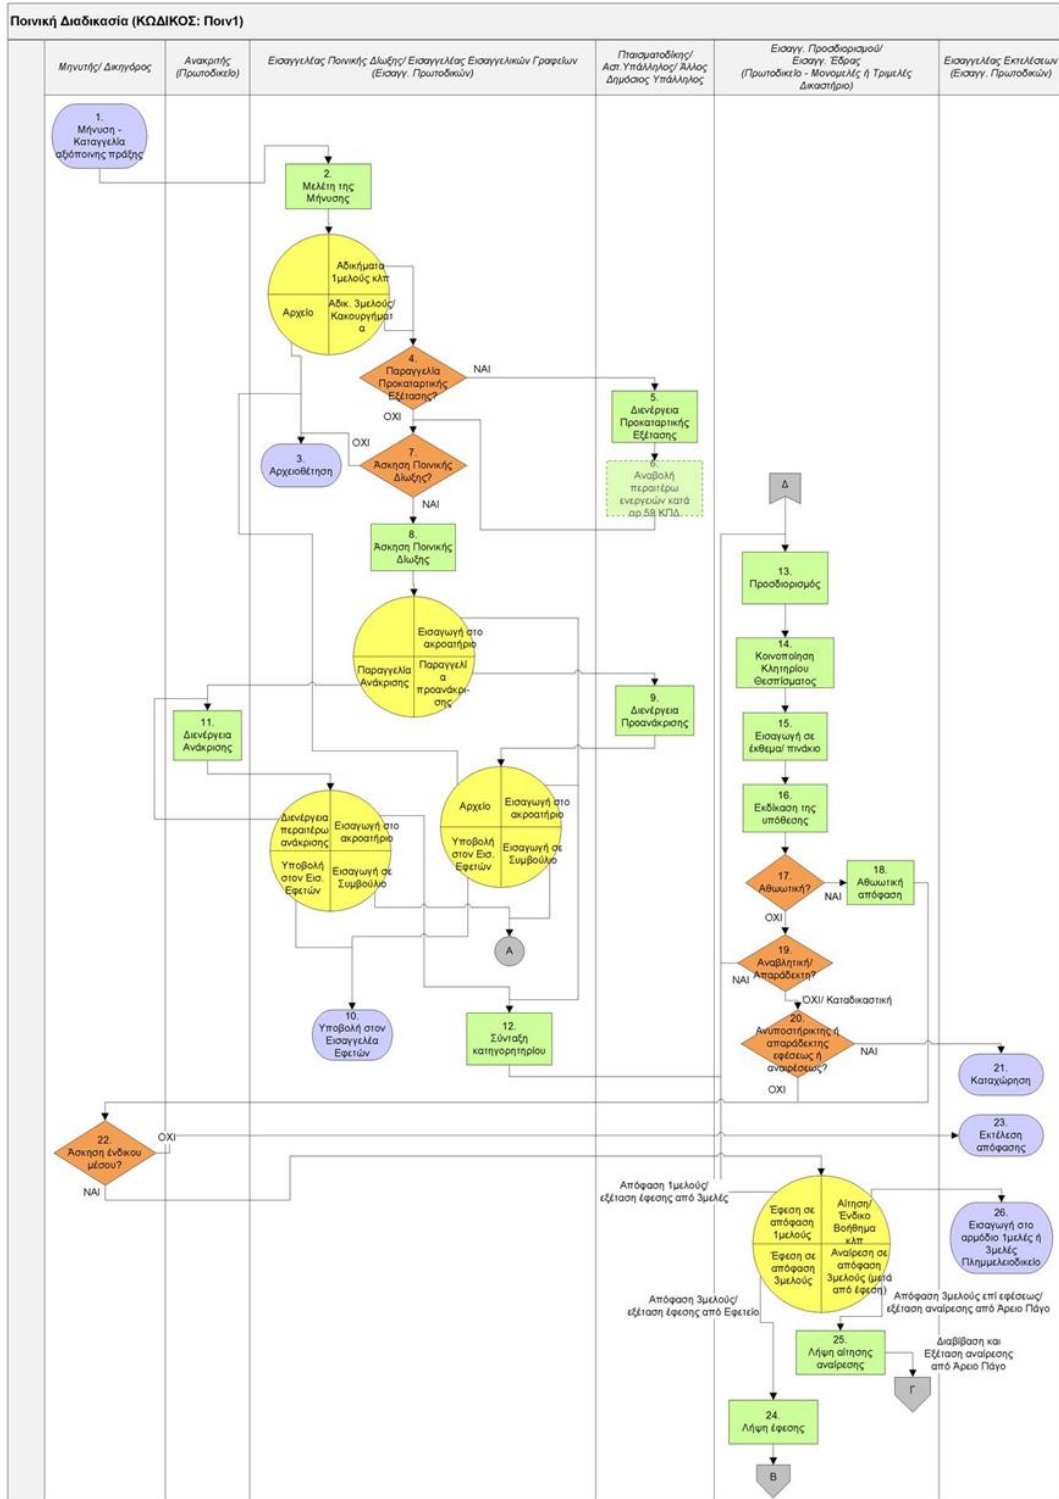 Ποινική Διαδικασία (ΚΩΔΙΚΟΣ: Ποιν1)
Μηνυτής/ Δικηγόρος
Ανακριτής
(Πρωτοδικείο)
Εισαγγελέας Ποινικής Δίωξης/ Εισαγγελέας Εισαγγελικών Γραφείων
(Εισαγγ. Πρωτοδικών)
Πταισματοδίκης/
Αστ.Υπάλληλος/ Άλλος
Δημόσιος Υπάλληλος
Εισαγγ. Προσδιορισμού/
Εισαγγ. Έδρας
(Πρωτοδικείο - Μονομελές ή Τριμελές
Δικαστήριο)
Εισαγγελέας Εκτελέσεων
(Εισαγγ. Πρωτοδικών)
1.
Μήνυση -
Καταγγελία
αξιόποινης πράξης
2.
Μελέτη της
Μήνυσης
Αδικήματα
1μελούς κλπ
Αρχείο
Αδικ. 3μελούς/
Κακουργήματ
α
4.
Παραγγελία
Προκαταρτικής
Εξέτασης?
ΝΑΙ
ΟΧΙ
5.
Διενέργεια
Προκαταρτικής
Εξέτασης
3.
Αρχειοθέτηση
ΟΧΙ
7.
Άσκηση Ποινικής
Δίωξης?
ΝΑΙ
6.
Αναβολή
περαιτέρω
ενεργειών κατά
αρ.59 ΚΠΔ.
Δ
8.
Άσκηση Ποινικής
Δίωξης
13.
Προσδιορισμός
Εισαγωγή στο
ακροατήριο
Παραγγελία
Ανάκρισης
Παραγγελί
α
προανάκρι-
σης
14.
Κοινοποίηση
Κλητηρίου
Θεσπίσματος
11.
Διενέργεια
Ανάκρισης
9.
Διενέργεια
Προανάκρισης
15.
Εισαγωγή σε
έκθεμα/ πινάκιο
Διενέργεια
περαιτέρω
ανάκρισης
Εισαγωγή στο
ακροατήριο
Υποβολή
στον Εισ.
Εφετών
Εισαγωγή σε
Συμβούλιο
Αρχείο
Εισαγωγή στο
ακροατήριο
Υποβολή
στον Εισ.
Εφετών
Εισαγωγή σε
Συμβούλιο
16.
Εκδίκαση της
υπόθεσης
17.
Αθωωτική?
ΝΑΙ
18.
Αθωωτική
απόφαση
ΟΧΙ
Α
19.
Αναβλητική/
Απαράδεκτη?
ΝΑΙ
ΌΧΙ/ Καταδικαστική
10.
Υποβολή στον
Εισαγγελέα
Εφετών
12.
Σύνταξη
κατηγορητηρίου
20.
Ανυποστήρικτης ή
απαράδεκτης
εφέσεως ή
αναιρέσεως?
ΝΑΙ
ΟΧΙ
21.
Καταχώρηση
22.
Άσκηση ένδικου
μέσου?
ΟΧΙ
ΝΑΙ
23.
Εκτέλεση
απόφασης
Απόφαση 1μελούς/
εξέταση έφεσης από 3μελές
Έφεση σε
απόφαση
1μελούς
Αίτηση/
Ένδικο
Βοήθημα
κλπ
Έφεση σε
απόφαση
3μελούς
Αναίρεση σε
απόφαση
3μελούς (μετά
από έφεση)
26.
Εισαγωγή στο
αρμόδιο 1μελές ή
3μελές
Πλημμελειοδικείο
Απόφαση 3μελούς/
εξέταση έφεσης από Εφετείο
Απόφαση 3μελούς επί εφέσεως/
εξέταση αναίρεσης από Άρειο Πάγο
25.
Λήψη αίτησης
αναίρεσης
Διαβίβαση και
Εξέταση αναίρεσης
από Άρειο Πάγο
Γ
24.
Λήψη έφεσης
Β